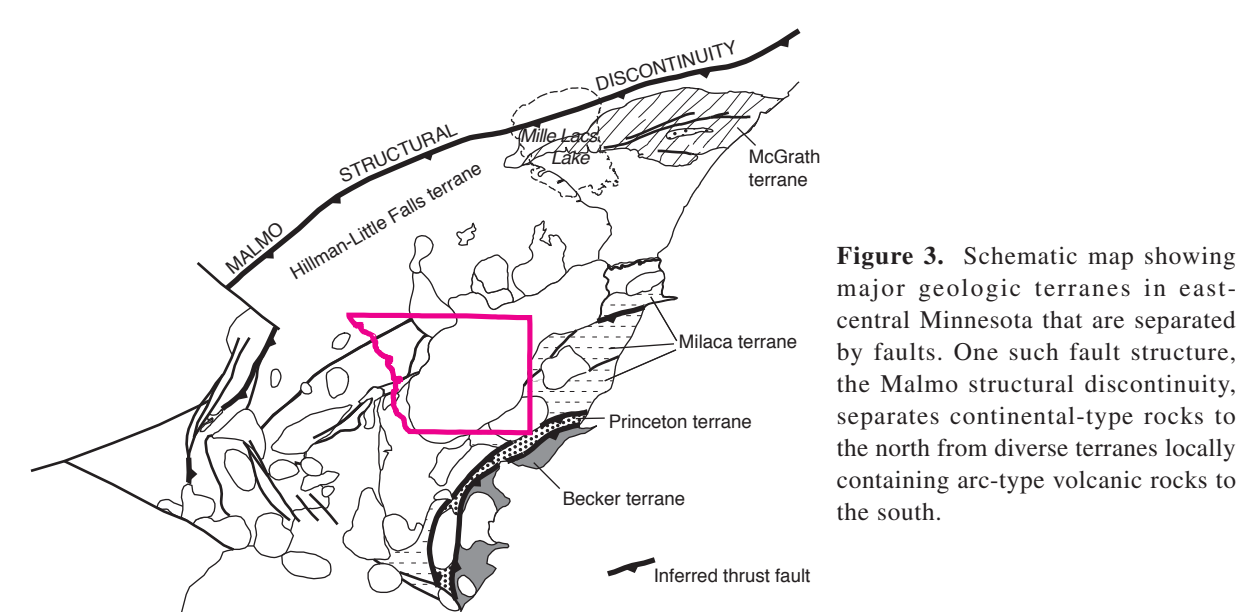 MALMO STRUCTURAL DISCONTINUITY
Hillman-Little Falls terrane
Mille Lacs
Lake
McGrath
terrane
Milaca terrane
Princeton terrane
Becker terrane
Inferred thrust fault
Figure 3. Schematic map showing
major geologic terranes in east-
central Minnesota that are separated
by faults. One such fault structure,
the Malmo structural discontinuity,
separates continental-type rocks to
the north from diverse terranes locally
containing arc-type volcanic rocks to
the south.